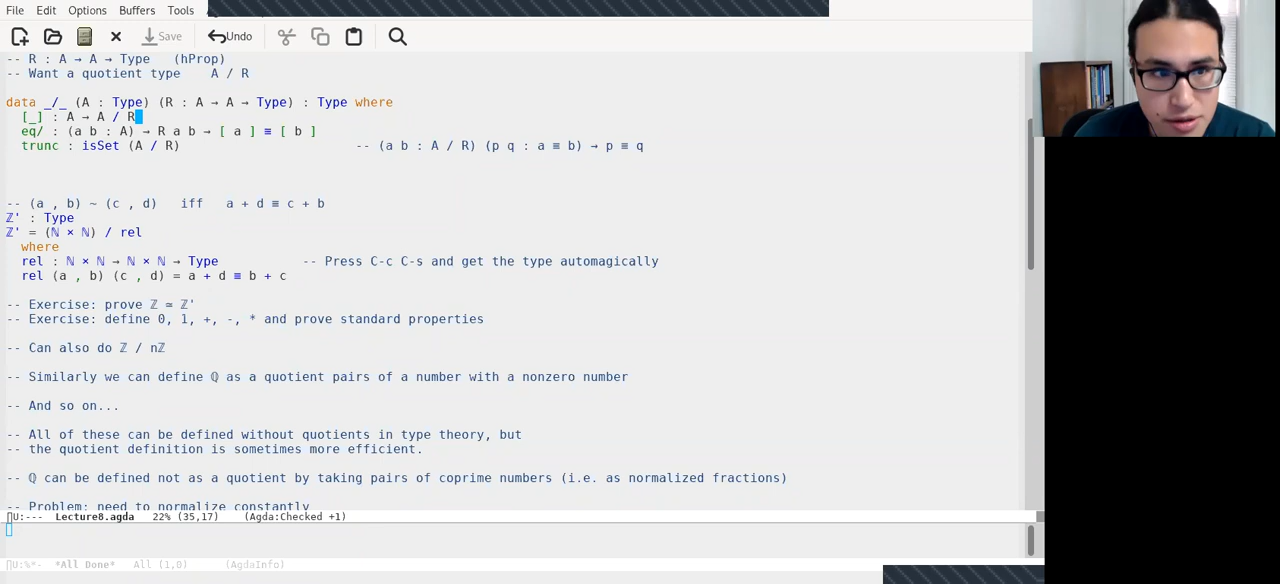 File Edit Options Buffers Tools
Save Undo
-- R : A → A → Type (hProp)
-- Want a quotient type A / R
data _/_ (A : Type) (R : A → A → Type) : Type where
[_] : A → A / R
eq/ : (a b : A) → R a b → [ a ] ≡ [ b ]
trunc : isSet (A / R) -- (a b : A / R) (p q : a ≡ b) → p ≡ q
-- (a , b) ~ (c , d) iff a + d ≡ c + b
ℤ' : Type
ℤ' = (ℕ × ℕ) / rel
where
rel : ℕ × ℕ → ℕ × ℕ → Type -- Press C-c C-s and get the type automagically
rel (a , b) (c , d) = a + d ≡ b + c
-- Exercise: prove ℤ ≃ ℤ'
-- Exercise: define 0, 1, +, -, * and prove standard properties
-- Can also do ℤ / nℤ
-- Similarly we can define ℚ as a quotient pairs of a number with a nonzero number
-- And so on...
-- All of these can be defined without quotients in type theory, but
-- the quotient definition is sometimes more efficient.
-- ℚ can be defined not as a quotient by taking pairs of coprime numbers (i.e. as normalized fractions)
-- Problem: need to normalize constantly
U:--- Lecture8.agda 22% (35,17) (Agda:Checked +1)
U:%*- *All Done* All (1,0) (AgdaInfo)